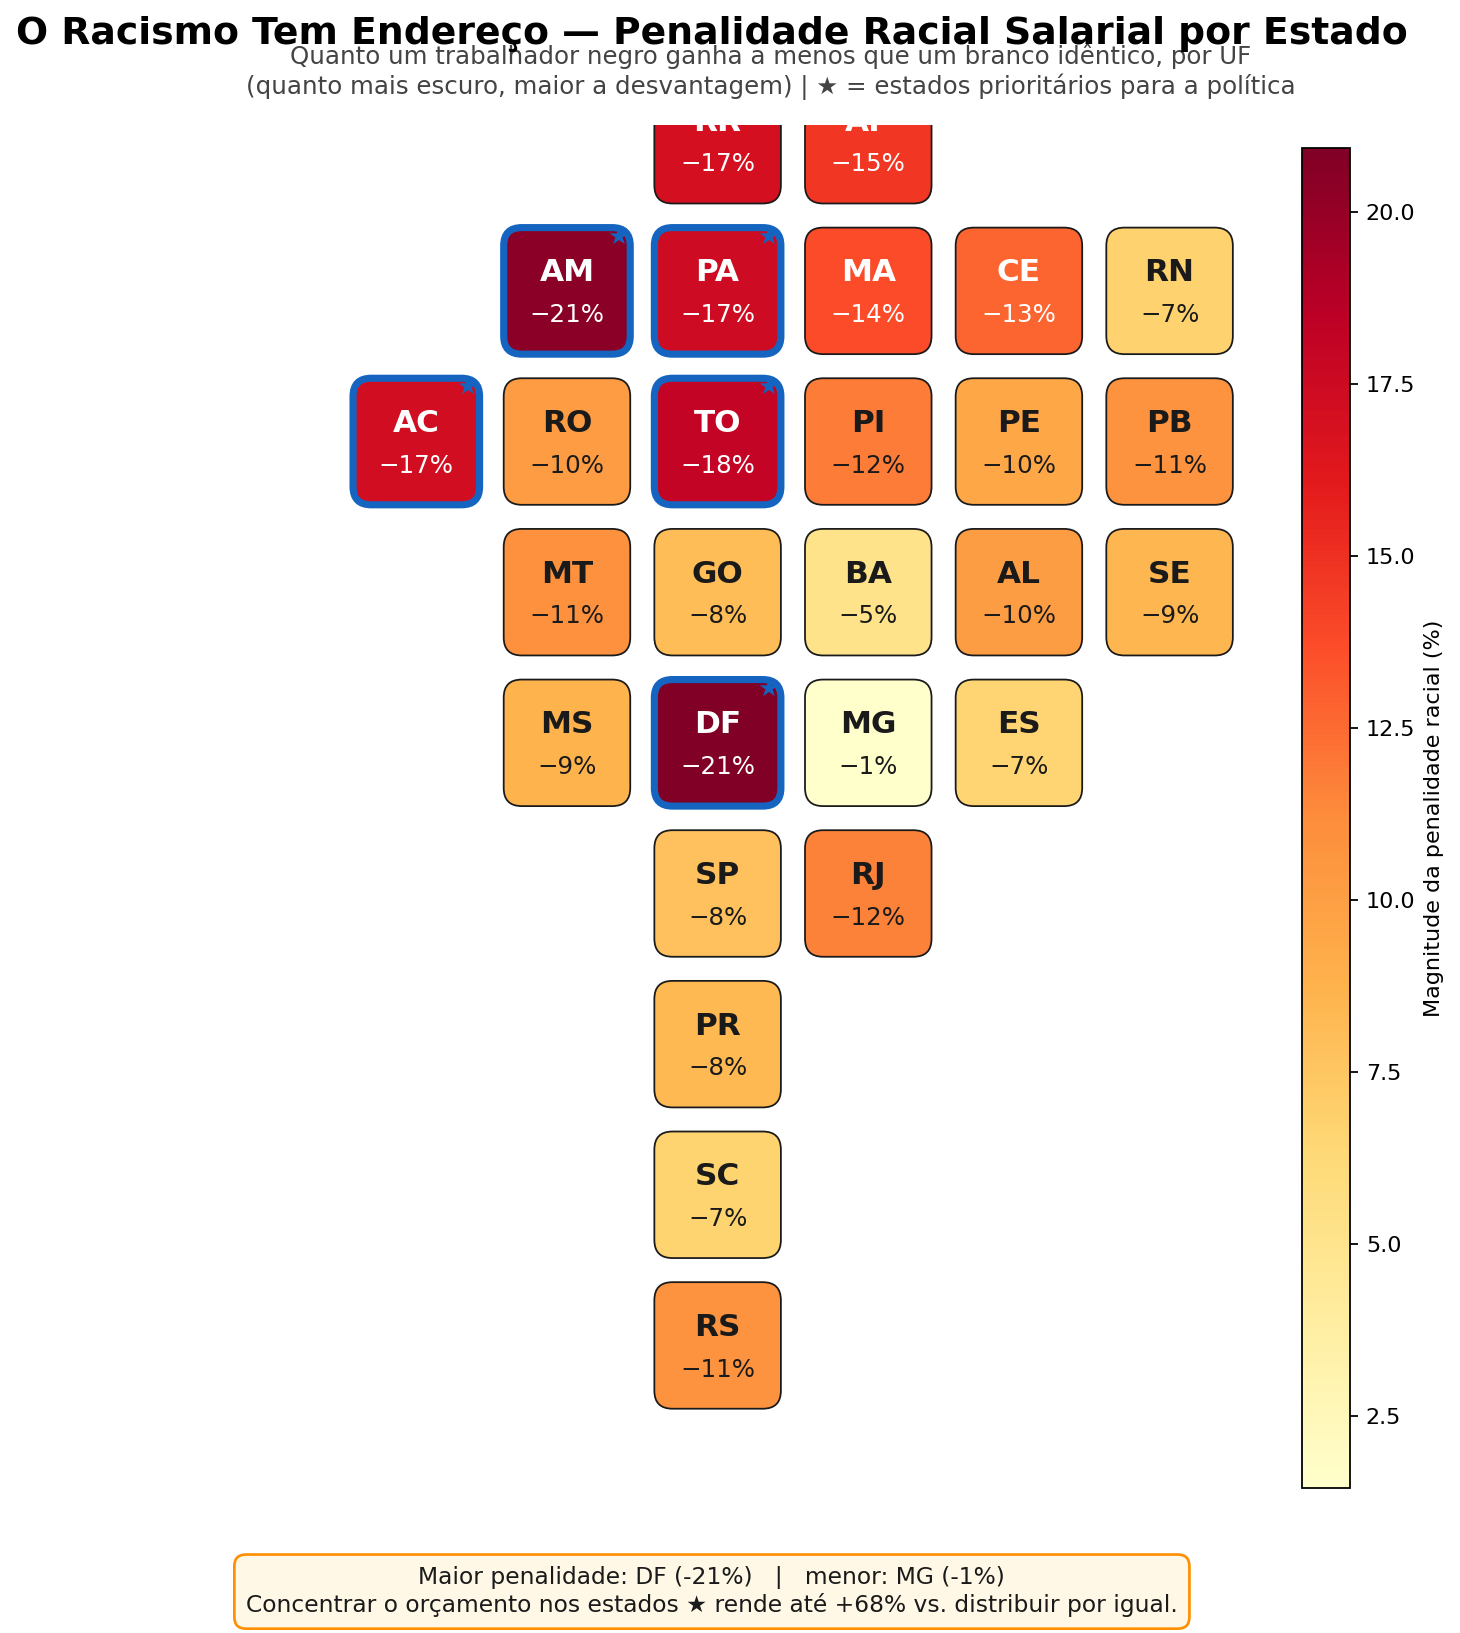 O Racismo Tem Endereço — Penalidade Racial Salarial por Estado
Quanto um trabalhador negro ganha a menos que um branco idêntico, por UF
(quanto mais escuro, maior a desvantagem) | ★ = estados prioritários para a política
RR
−17%
AP
−15%
AM
−21%
PA
−17%
MA
−14%
CE
−13%
RN
−7%
AC
−17%
RO
−10%
TO
−18%
PI
−12%
PE
−10%
PB
−11%
MT
−11%
GO
−8%
BA
−5%
AL
−10%
SE
−9%
MS
−9%
DF
−21%
MG
−1%
ES
−7%
SP
−8%
RJ
−12%
PR
−8%
SC
−7%
RS
−11%
20.0
17.5
15.0
12.5
10.0
7.5
5.0
2.5
Magnitude da penalidade racial (%)
Maior penalidade: DF (-21%) | menor: MG (-1%)
Concentrar o orçamento nos estados ★ rende até +68% vs. distribuir por igual.